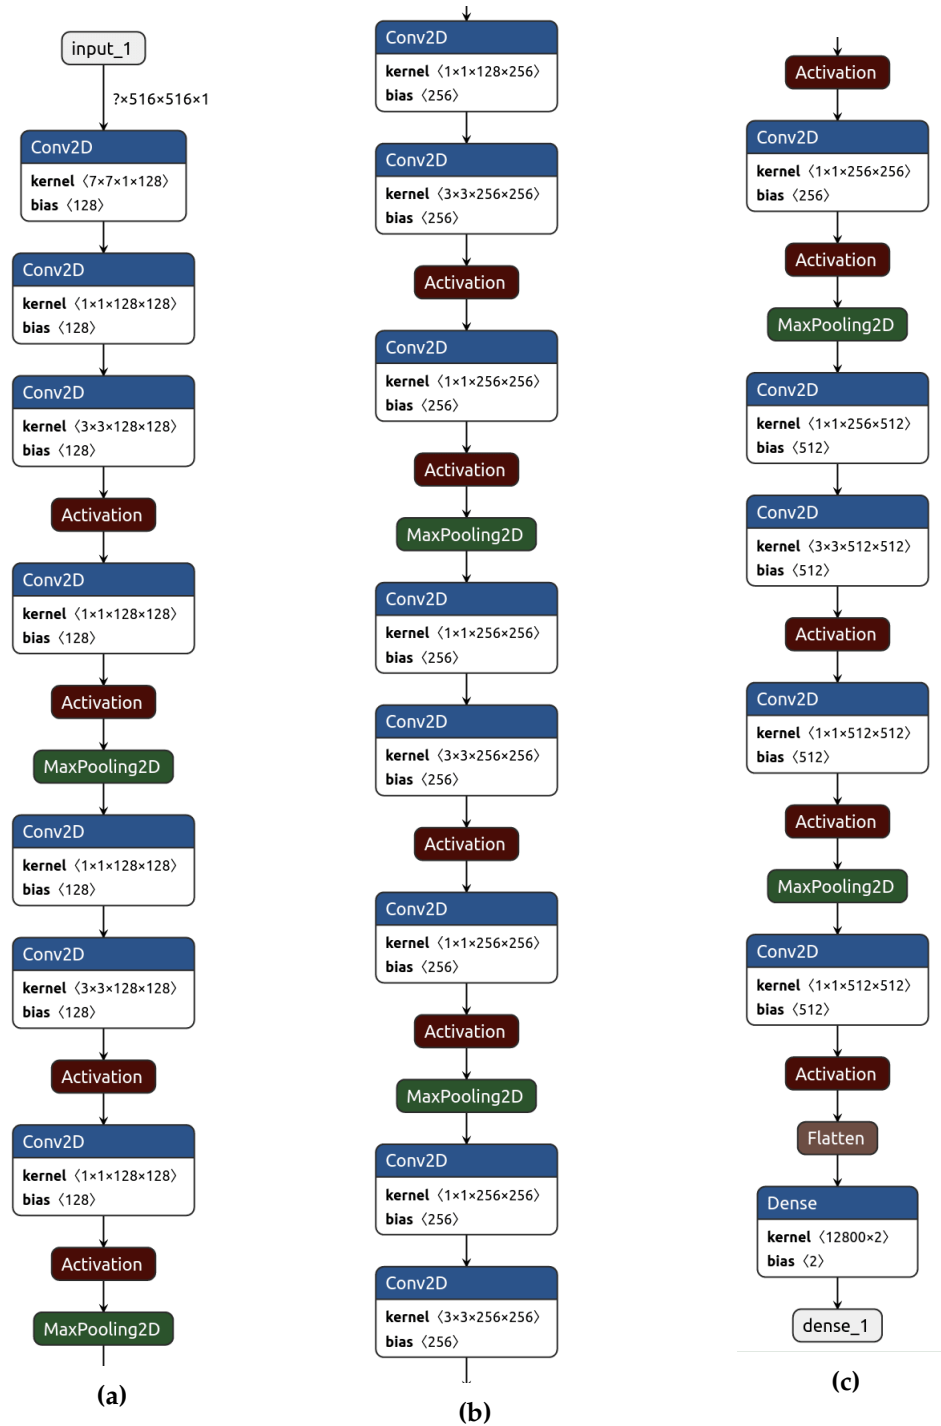 input_1
?×516×516×1
Conv2D
kernel 〈7×7×1×128〉
bias 〈128〉
Conv2D
kernel 〈1×1×128×128〉
bias 〈128〉
Conv2D
kernel 〈3×3×128×128〉
bias 〈128〉
Activation
Conv2D
kernel 〈1×1×128×128〉
bias 〈128〉
Activation
MaxPooling2D
Conv2D
kernel 〈1×1×128×128〉
bias 〈128〉
Conv2D
kernel 〈3×3×128×128〉
bias 〈128〉
Activation
Conv2D
kernel 〈1×1×128×128〉
bias 〈128〉
Activation
MaxPooling2D
(a)
Conv2D
kernel 〈1×1×128×256〉
bias 〈256〉
Conv2D
kernel 〈3×3×256×256〉
bias 〈256〉
Activation
Conv2D
kernel 〈1×1×256×256〉
bias 〈256〉
Activation
MaxPooling2D
Conv2D
kernel 〈1×1×256×256〉
bias 〈256〉
Conv2D
kernel 〈3×3×256×256〉
bias 〈256〉
Activation
Conv2D
kernel 〈1×1×256×256〉
bias 〈256〉
Activation
MaxPooling2D
Conv2D
kernel 〈1×1×256×256〉
bias 〈256〉
Conv2D
kernel 〈3×3×256×256〉
bias 〈256〉
(b)
Activation
Conv2D
kernel 〈1×1×256×256〉
bias 〈256〉
Activation
MaxPooling2D
Conv2D
kernel 〈1×1×256×512〉
bias 〈512〉
Conv2D
kernel 〈3×3×512×512〉
bias 〈512〉
Activation
Conv2D
kernel 〈1×1×512×512〉
bias 〈512〉
Activation
MaxPooling2D
Conv2D
kernel 〈1×1×512×512〉
bias 〈512〉
Activation
Flatten
Dense
kernel 〈12800×2〉
bias 〈2〉
dense_1
(c)